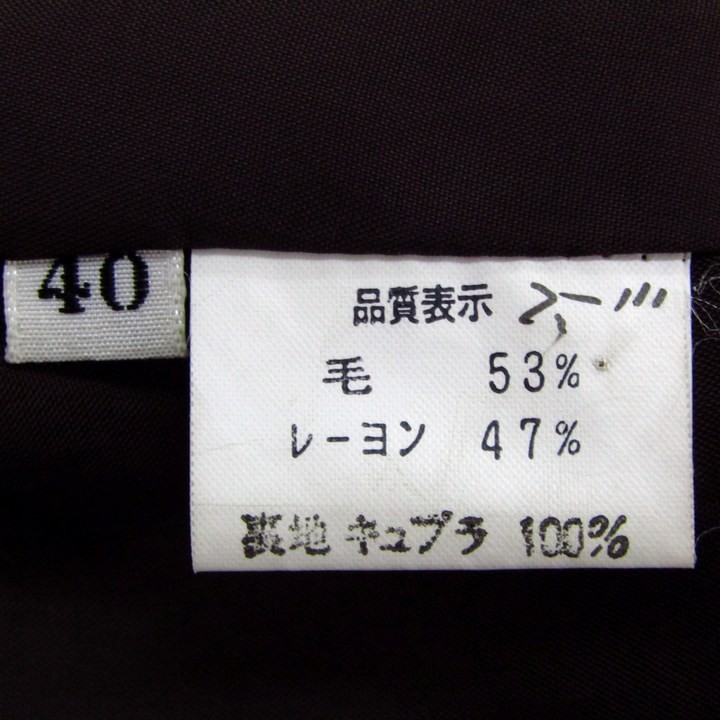 40
品質表示
毛 53%
レーヨン 47%
裏地 キュプラ 100%